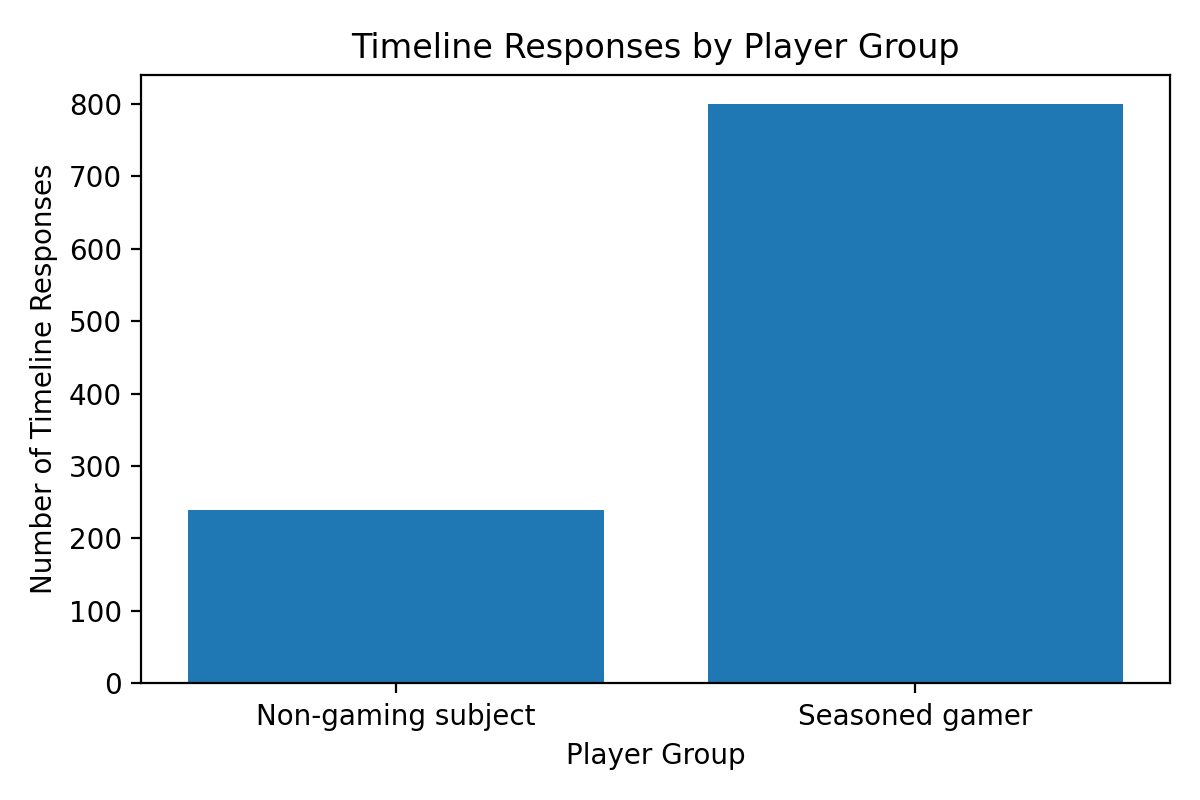 Timeline Responses by Player Group
Number of Timeline Responses
800
700
600
500
400
300
200
100
0
Non-gaming subject
Seasoned gamer
Player Group